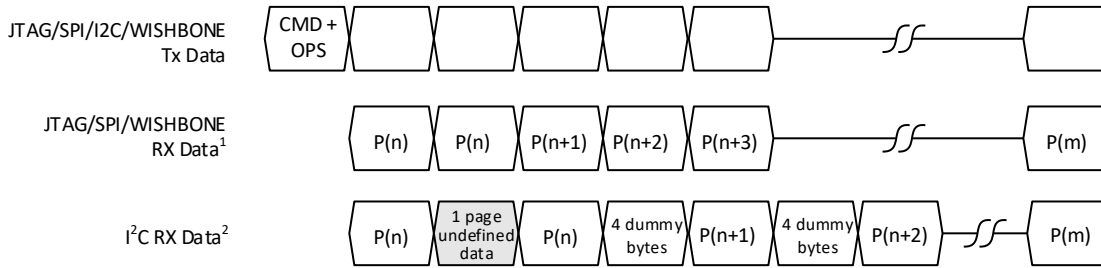 JTAG/SPI/I2C/WISHBONE
Tx Data
CMD +
OPS
JTAG/SPI/WISHBONE
RX Data¹
P(n)
P(n)
P(n+1)
P(n+2)
P(n+3)
P(m)
I²C RX Data²
P(n)
1 page
undefined
data
P(n)
4 dummy
bytes
P(n+1)
4 dummy
bytes
P(n+2)
P(m)